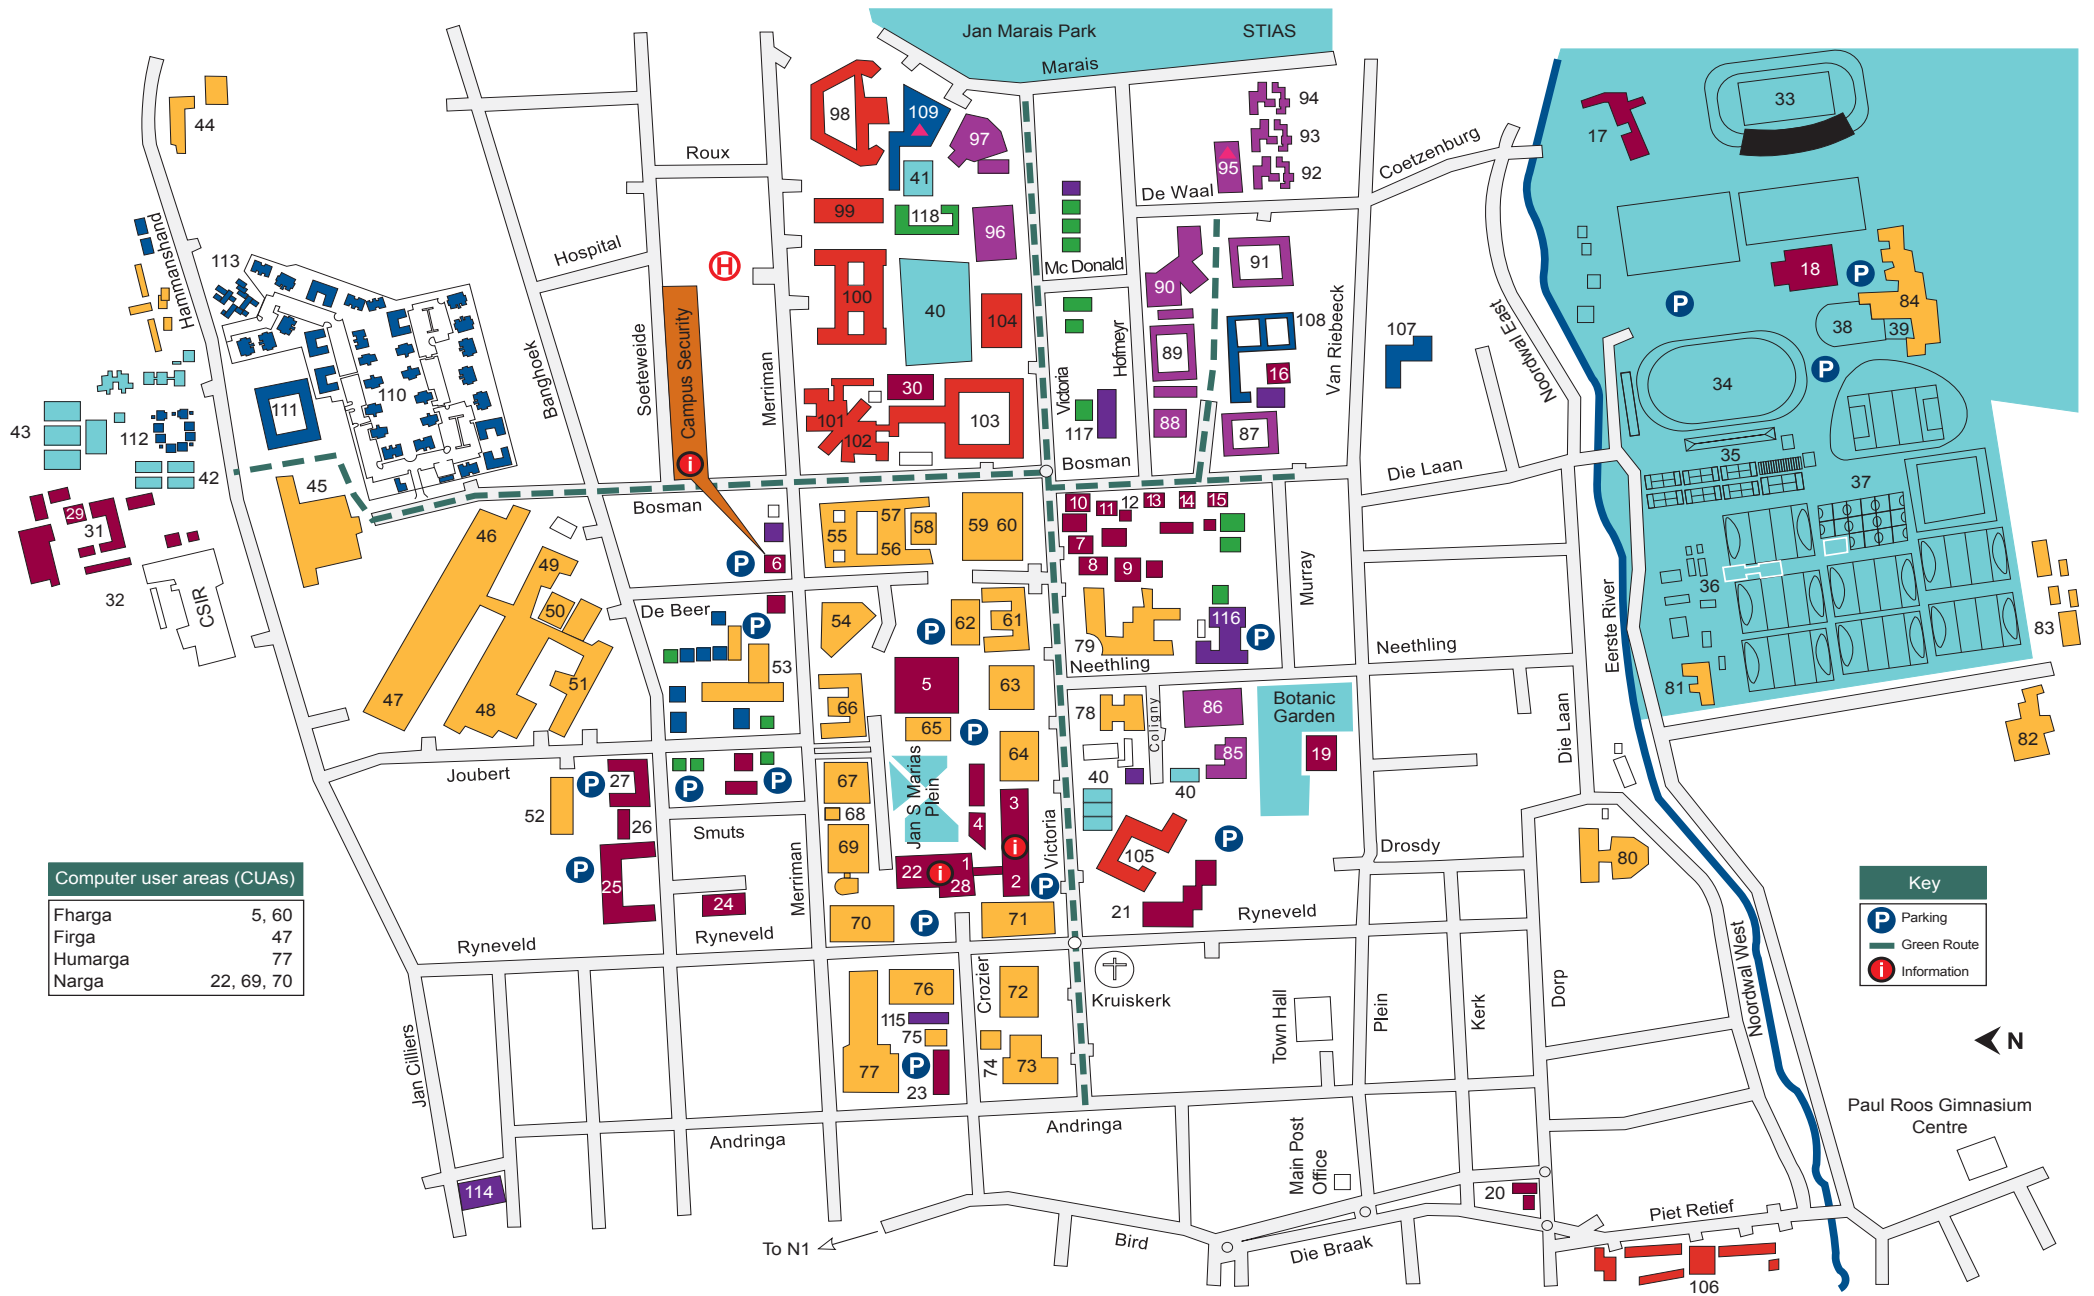 Jan Marais Park
STIAS
Marais
33
17
98
109
97
94
93
92
95
44
41
Roux
Coetzenburg
De Waal
99
118
96
Hammanshand
113
Hospital
H
Mc Donald
90
91
18
P
P
84
38
39
100
40
104
Campus Security
Soeteweide
Merriman
Banghoek
Victoria
Hofmeyr
89
108
Van Riebeeck
107
Noordwal East
34
P
16
110
111
112
43
42
30
101
102
103
117
88
87
i
Bosman
Die Laan
35
37
36
45
29
31
32
CSIR
46
47
48
49
50
51
Bosman
P
6
De Beer
P
53
55
57
56
58
59
60
10
11
12
13
14
15
7
8
9
Murray
54
P
62
61
79
116
P
Neethling
Neethling
Eerste River
83
81
82
5
63
66
65
P
64
78
Coligny
86
85
Botanic
Garden
19
Die Laan
Joubert
P
27
52
26
P
25
P
P
Smuts
67
68
69
Jan S Marias
Plein
3
4
i
Victoria
40
40
105
P
Drosdy
80
22
i
1
28
2
P
24
Merriman
70
P
71
21
Ryneveld
Ryneveld
Ryneveld
Computer user areas (CUAs)
Fharga 5, 60
Firga 47
Humarga 77
Narga 22, 69, 70
Key
P Parking
Green Route
i Information
Kruiskerk
Crozier
76
72
115
75
P
77
23
74
73
Town Hall
Plein
Kerk
Dorp
Noordwal West
N
Jan Cilliers
Andringa
Andringa
Main Post
Office
Paul Roos Gimnasium
Centre
114
20
Piet Retief
To N1
Bird
Die Braak
106